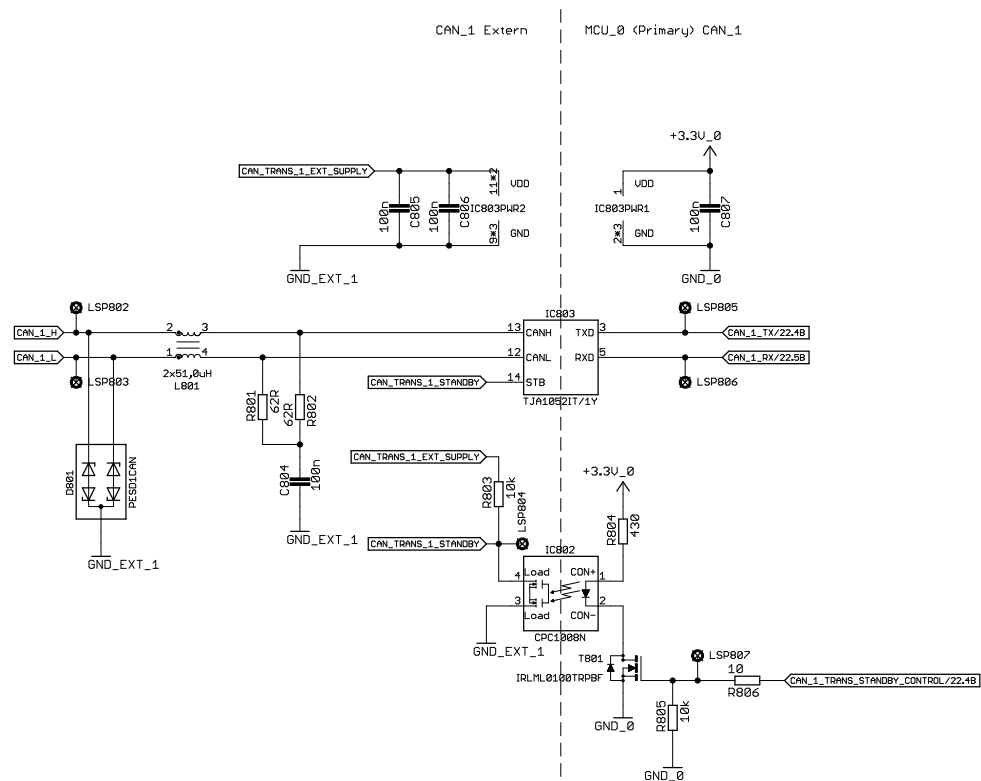 CAN_1 Extern
MCU_0 (Primary) CAN_1
+3.3V_0
CAN_TRANS_1_EXT_SUPPLY
100n
C805
100n
C806
11*2
VDD
IC803PWR2
9*3
GND
GND_EXT_1
1
VDD
IC803PWR1
2*3
GND
100n
C807
GND_0
LSP802
CAN_1_H
2
3
CAN_1_L
1
4
LSP803
2x51,0uH
L801
IC803
13
CANH
TXD
3
12
CANL
RXD
5
14
STB
TJA1052IT/1Y
CAN_TRANS_1_STANDBY
LSP805
CAN_1_TX/22.4B
CAN_1_RX/22.5B
LSP806
R801
62R
62R
R802
C804
100n
GND_EXT_1
D801
PESD1CAN
GND_EXT_1
CAN_TRANS_1_EXT_SUPPLY
R803
10k
LSP804
CAN_TRANS_1_STANDBY
+3.3V_0
R804
430
IC802
4
Load
CON+
1
3
Load
CON-
2
CPC1008N
GND_EXT_1
T801
IRLML0100TRPBF
GND_0
LSP807
10
R806
CAN_1_TRANS_STANDBY_CONTROL/22.4B
R805
10k
GND_0